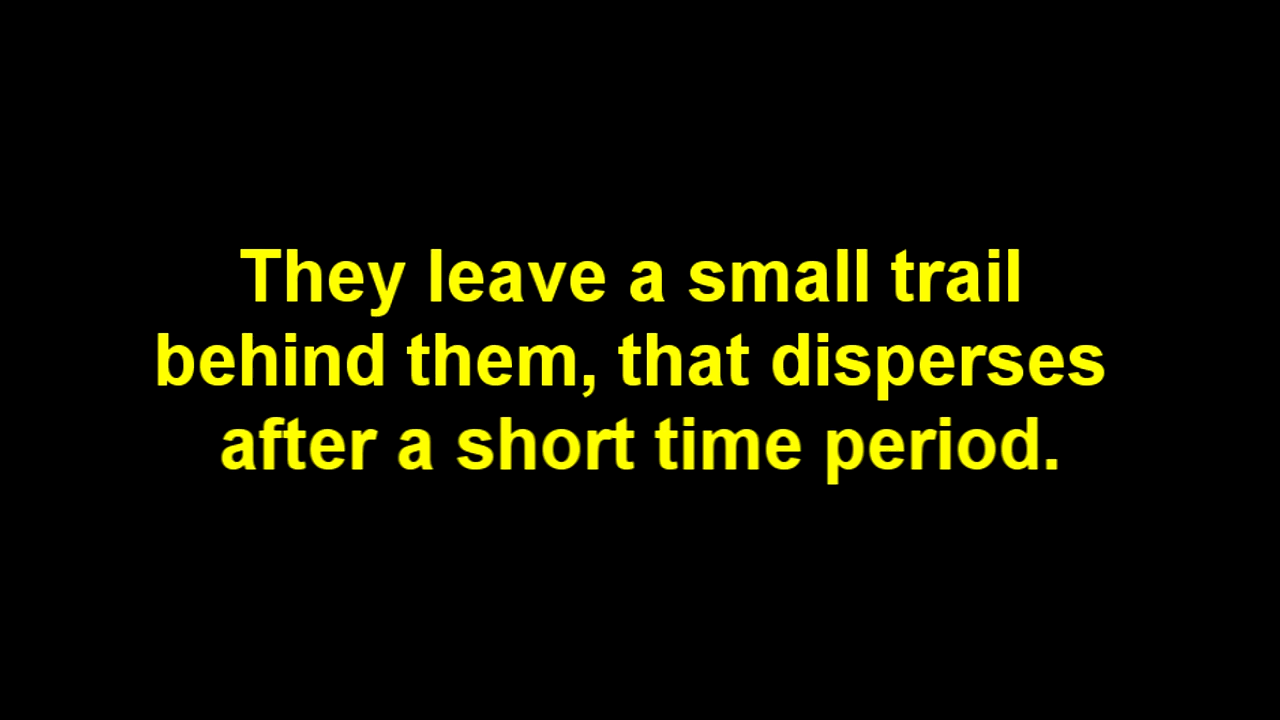 They leave a small trail
behind them, that disperses
after a short time period.